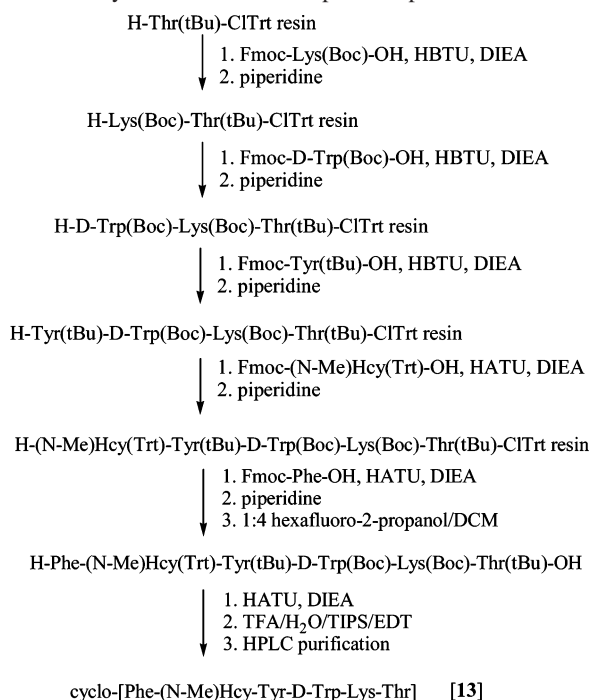 H-Thr(tBu)-ClTrt resin
1. Fmoc-Lys(Boc)-OH, HBTU, DIEA
2. piperidine
H-Lys(Boc)-Thr(tBu)-ClTrt resin
1. Fmoc-D-Trp(Boc)-OH, HBTU, DIEA
2. piperidine
H-D-Trp(Boc)-Lys(Boc)-Thr(tBu)-ClTrt resin
1. Fmoc-Tyr(tBu)-OH, HBTU, DIEA
2. piperidine
H-Tyr(tBu)-D-Trp(Boc)-Lys(Boc)-Thr(tBu)-ClTrt resin
1. Fmoc-(N-Me)Hcy(Trt)-OH, HATU, DIEA
2. piperidine
H-(N-Me)Hcy(Trt)-Tyr(tBu)-D-Trp(Boc)-Lys(Boc)-Thr(tBu)-ClTrt resin
1. Fmoc-Phe-OH, HATU, DIEA
2. piperidine
3. 1:4 hexafluoro-2-propanol/DCM
H-Phe-(N-Me)Hcy(Trt)-Tyr(tBu)-D-Trp(Boc)-Lys(Boc)-Thr(tBu)-OH
1. HATU, DIEA
2. TFA/H₂O/TIPS/EDT
3. HPLC purification
cyclo-[Phe-(N-Me)Hcy-Tyr-D-Trp-Lys-Thr] [13]